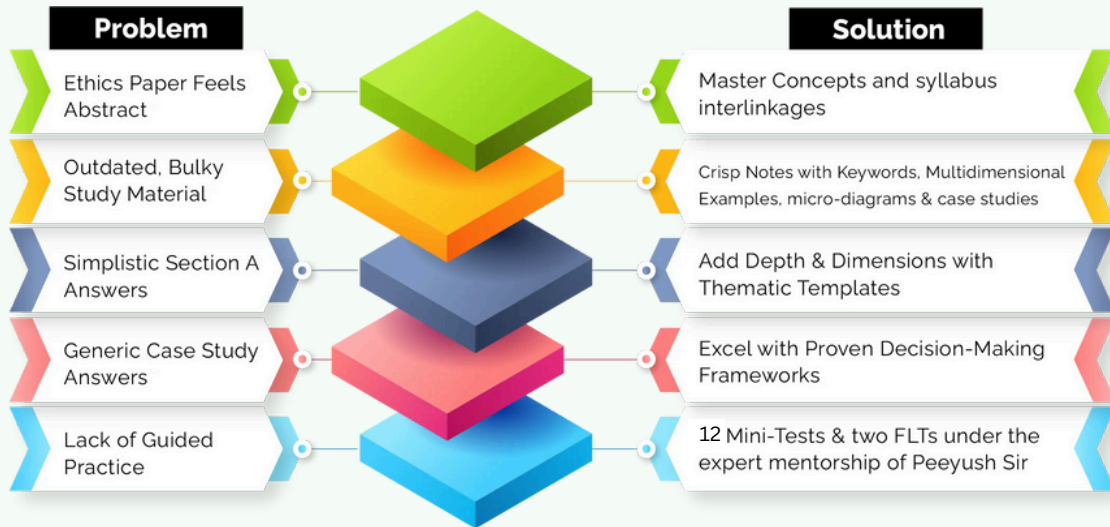 Problem
Solution
Ethics Paper Feels
Abstract
Master Concepts and syllabus
interlinkages
Outdated, Bulky
Study Material
Crisp Notes with Keywords, Multidimensional
Examples, micro-diagrams & case studies
Simplistic Section A
Answers
Add Depth & Dimensions with
Thematic Templates
Generic Case Study
Answers
Excel with Proven Decision-Making
Frameworks
Lack of Guided
Practice
12 Mini-Tests & two FLTs under the
expert mentorship of Peeyush Sir